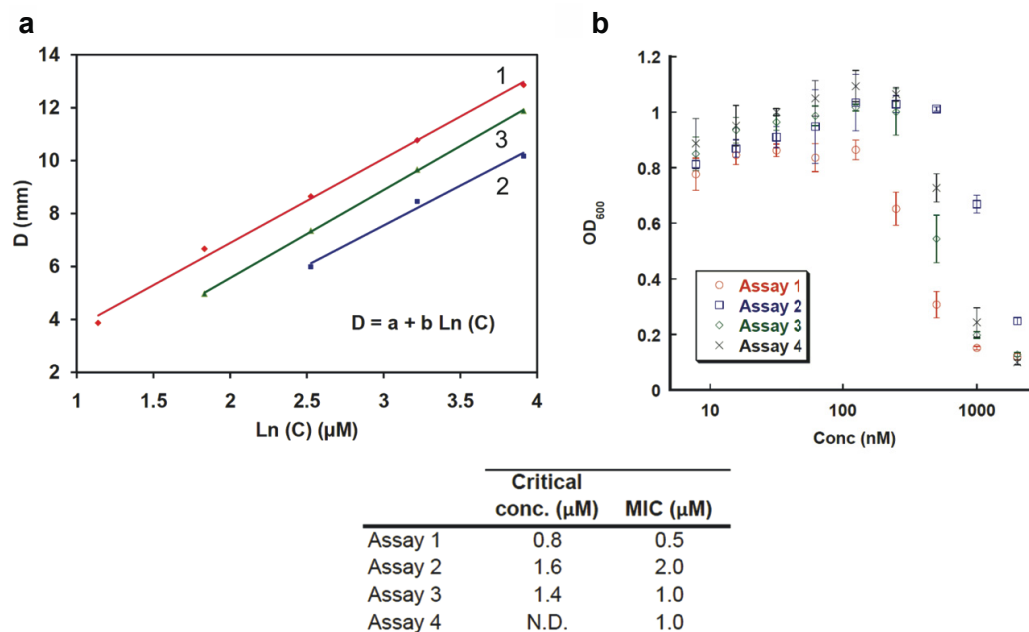 a
14
12
10
8
6
4
2
D (mm)
1
3
2
D = a + b Ln (C)
1
1.5
2
2.5
3
3.5
4
Ln (C) (µM)
b
1.2
1
0.8
0.6
0.4
0.2
0
OD600
Assay 1
Assay 2
Assay 3
Assay 4
10
100
1000
Conc (nM)
Critical
conc. (µM) MIC (µM)
Assay 1 0.8 0.5
Assay 2 1.6 2.0
Assay 3 1.4 1.0
Assay 4 N.D. 1.0